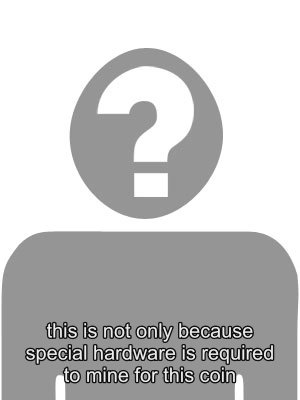 ?
this is not only because
special hardware is required
to mine for this coin